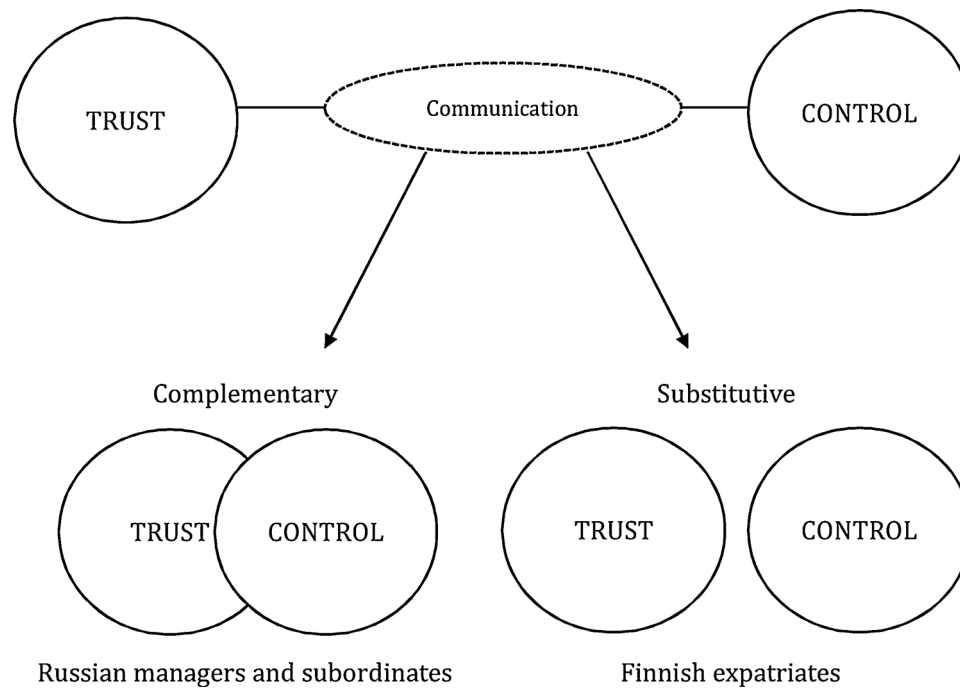 TRUST
Communication
CONTROL
Complementary
Substitutive
TRUST
CONTROL
TRUST
CONTROL
Russian managers and subordinates
Finnish expatriates